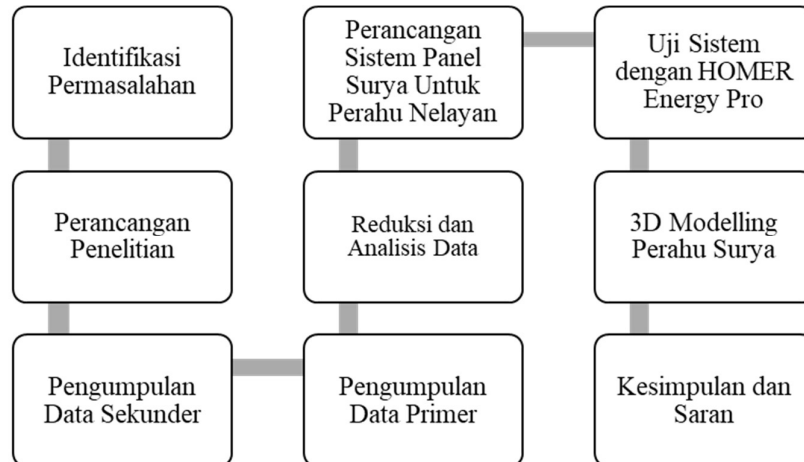 Identifikasi
Permasalahan
Perancangan
Penelitian
Pengumpulan
Data Sekunder
Pengumpulan
Data Primer
Reduksi dan
Analisis Data
Perancangan
Sistem Panel
Surya Untuk
Perahu Nelayan
Uji Sistem
dengan HOMER
Energy Pro
3D Modelling
Perahu Surya
Kesimpulan dan
Saran